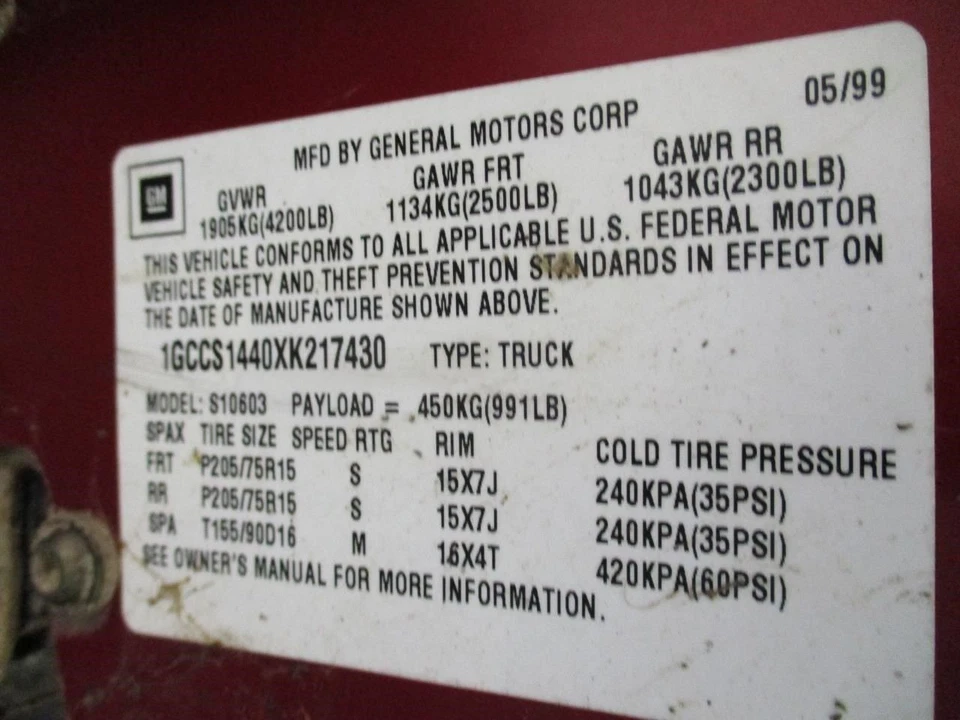 05/99
MFD BY GENERAL MOTORS CORP
GM
GVWR GAWR FRT GAWR RR
1905KG(4200LB) 1134KG(2500LB) 1043KG(2300LB)
THIS VEHICLE CONFORMS TO ALL APPLICABLE U.S. FEDERAL MOTOR
VEHICLE SAFETY AND THEFT PREVENTION STANDARDS IN EFFECT ON
THE DATE OF MANUFACTURE SHOWN ABOVE.
1GCCS1440XK217430 TYPE: TRUCK
MODEL: S10603 PAYLOAD = 450KG(991LB)
SPAX TIRE SIZE SPEED RTG RIM COLD TIRE PRESSURE
FRT P205/75R15 S 15X7J 240KPA(35PSI)
RR P205/75R15 S 15X7J 240KPA(35PSI)
SPA T155/90D16 M 16X4T 420KPA(60PSI)
SEE OWNER'S MANUAL FOR MORE INFORMATION.